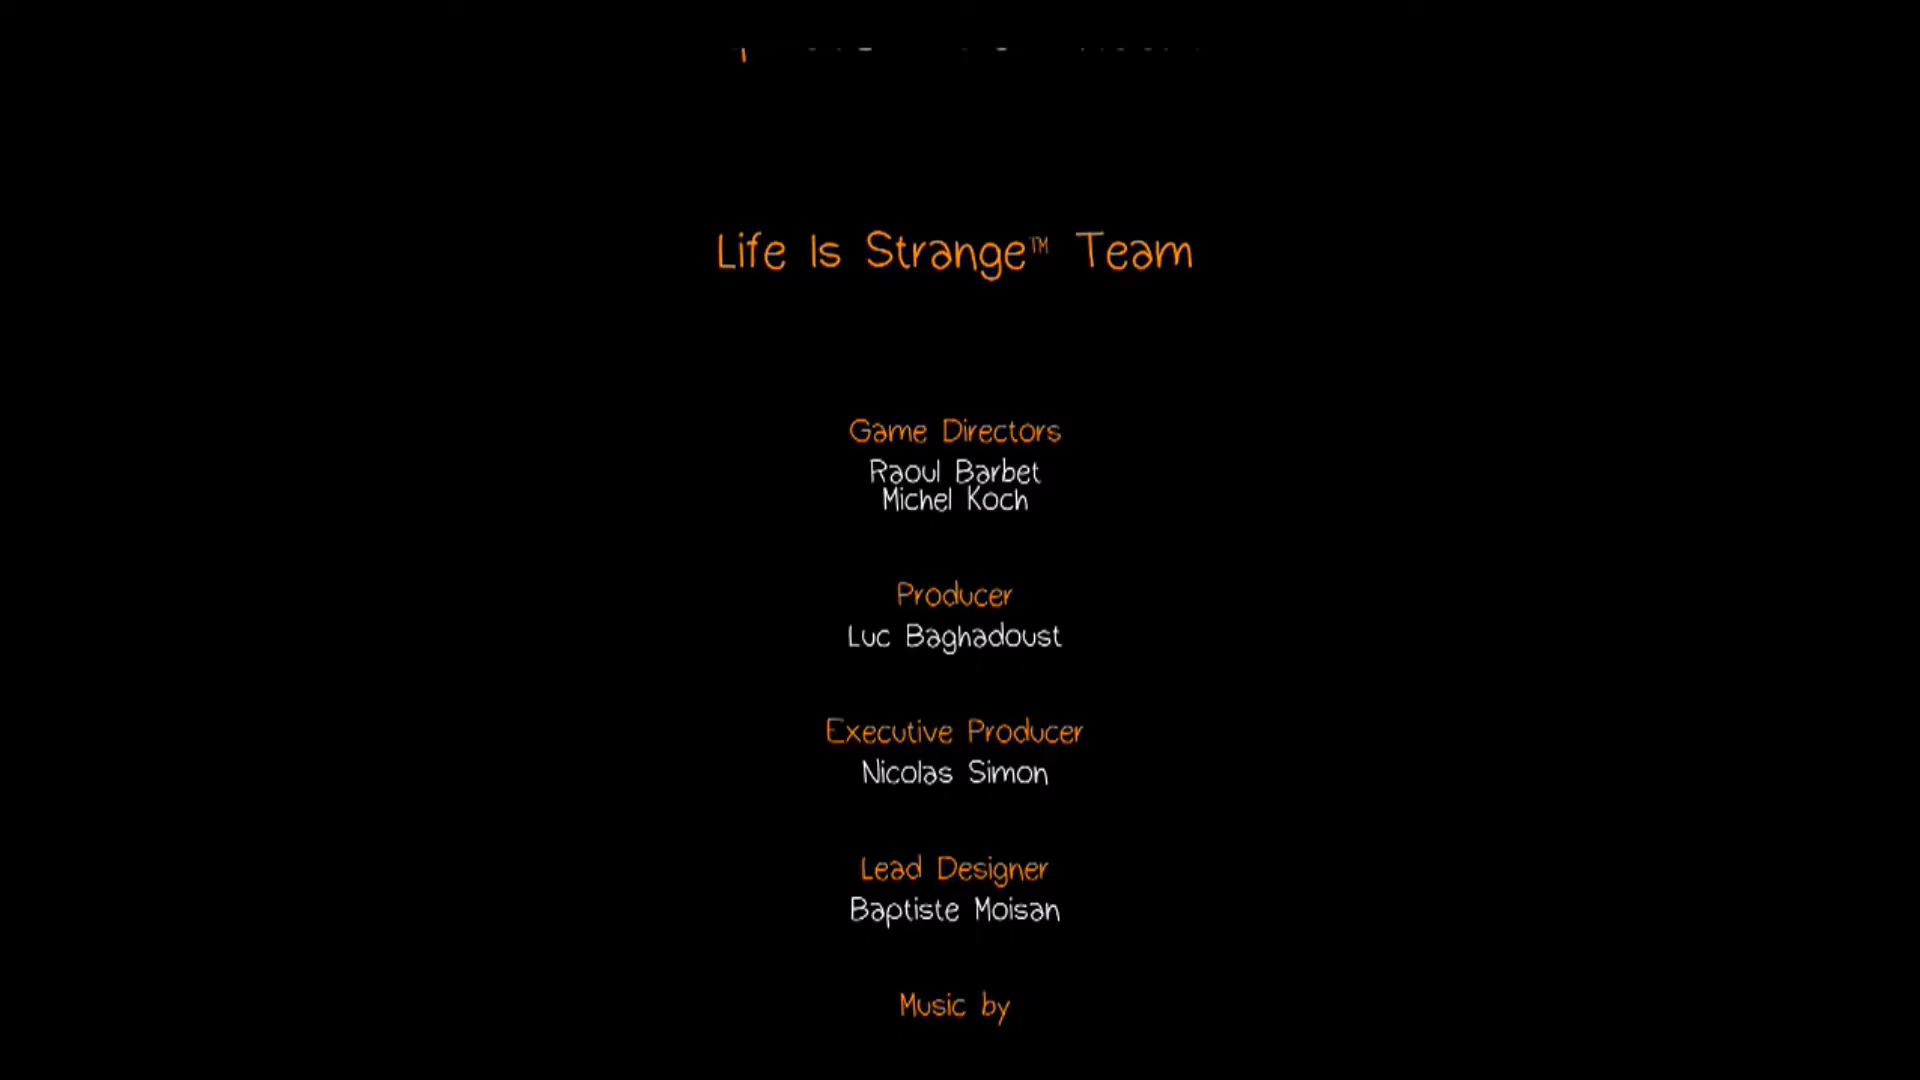 Life Is Strange™ Team
Game Directors
Raoul Barbet
Michel Koch
Producer
Luc Baghadoust
Executive Producer
Nicolas Simon
Lead Designer
Baptiste Moisan
Music by